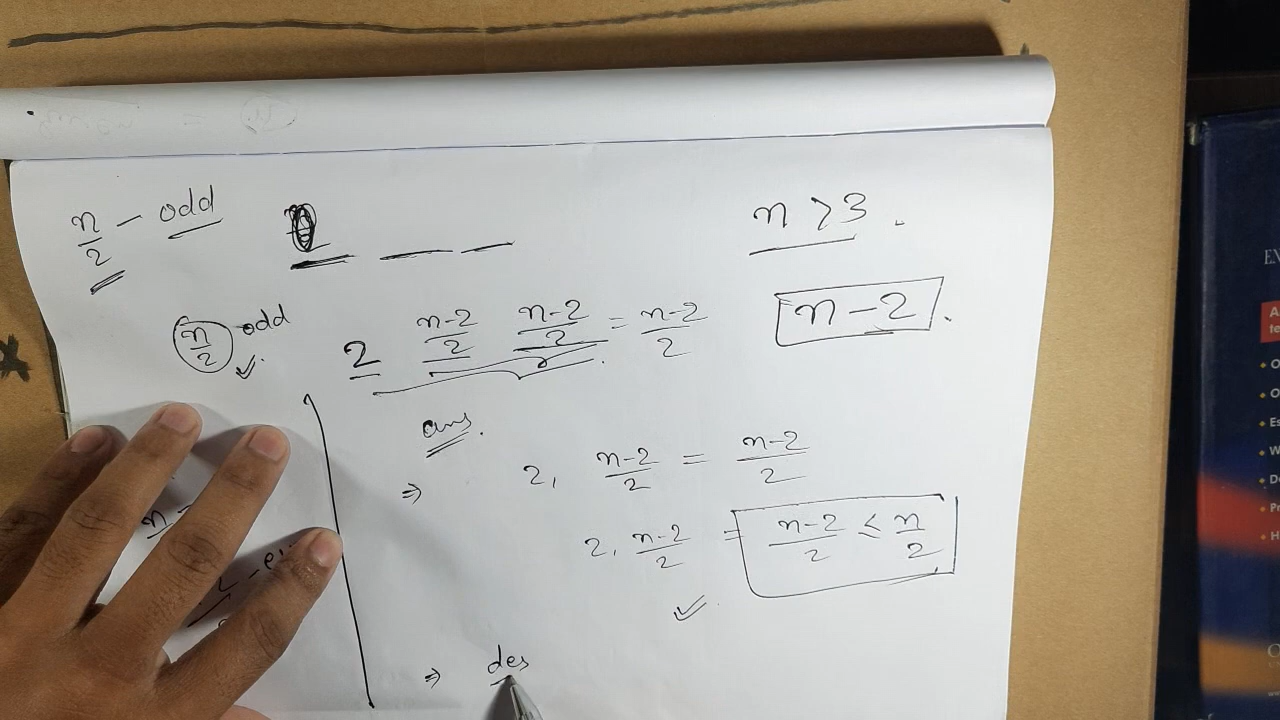 n/2 - odd
n > 3 .
n/2 odd
2 (n-2)/2 (n-2)/2 = (n-2)/2
n-2 .
ans.
⇒ 2, (n-2)/2 = (n-2)/2
2, (n-2)/2 = (n-2)/2 ≤ n/2
⇒ des